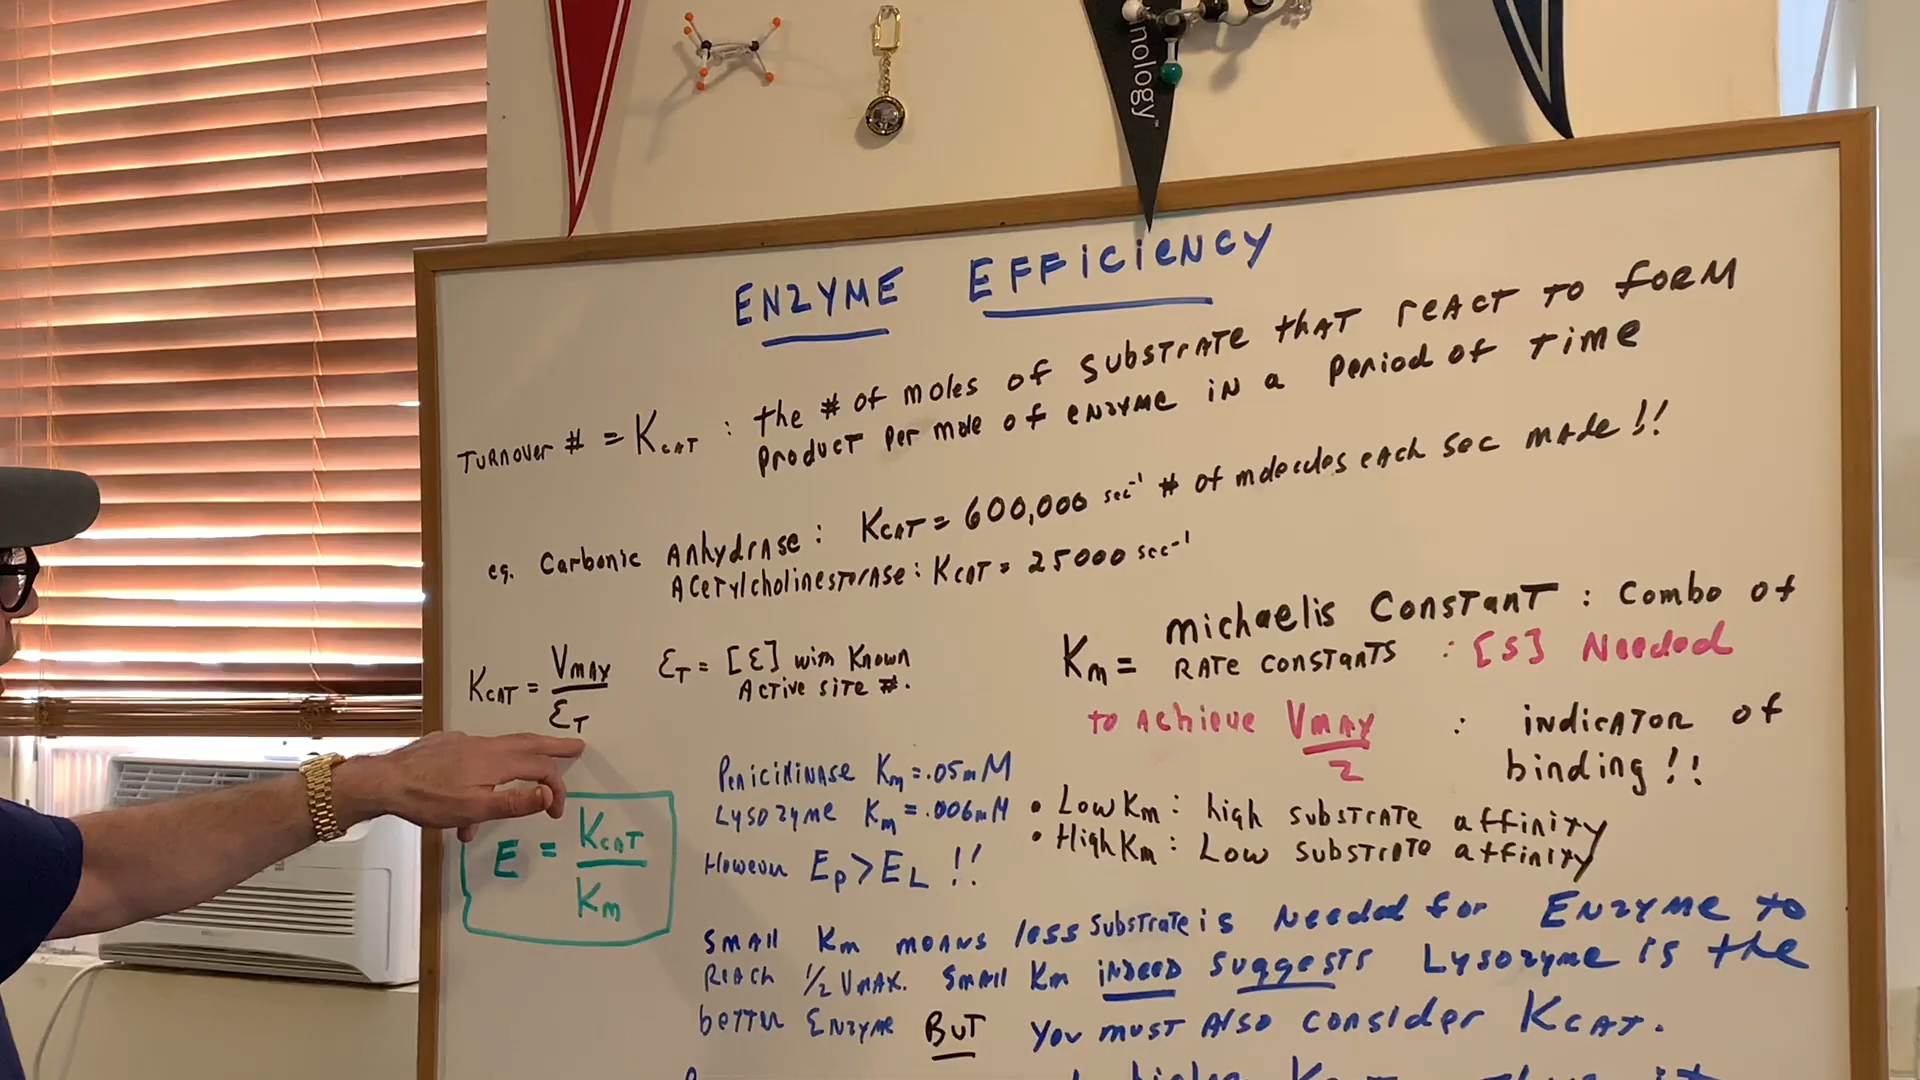 nology
ENZYME EFFICIENCY
TURNOVER # = KCAT : the # of moles of substrate that react to form
product per mole of enzyme in a period of time
eg. Carbonic Anhydrase : KCAT = 600,000 sec⁻¹ # of molecules each sec made !!
Acetylcholinestorase : KCAT = 25000 sec⁻¹
KCAT = VMAX / ET
ET = [E] with known
Active site #.
Km = michaelis constant : combo of
rate constants : [S] Needed
to achieve VMAX / 2 : indicator of
binding !!
• Low Km : high substrate affinity
• High Km : Low substrate affinity
E = KCAT / Km
Penicillinase Km = .05mM
Lysozyme Km = .006mM
However EP > EL !!
Small Km means less substrate is needed for Enzyme to
reach 1/2 VMAX. Small Km indeed suggests Lysozyme is the
better Enzyme BUT You must also consider KCAT.